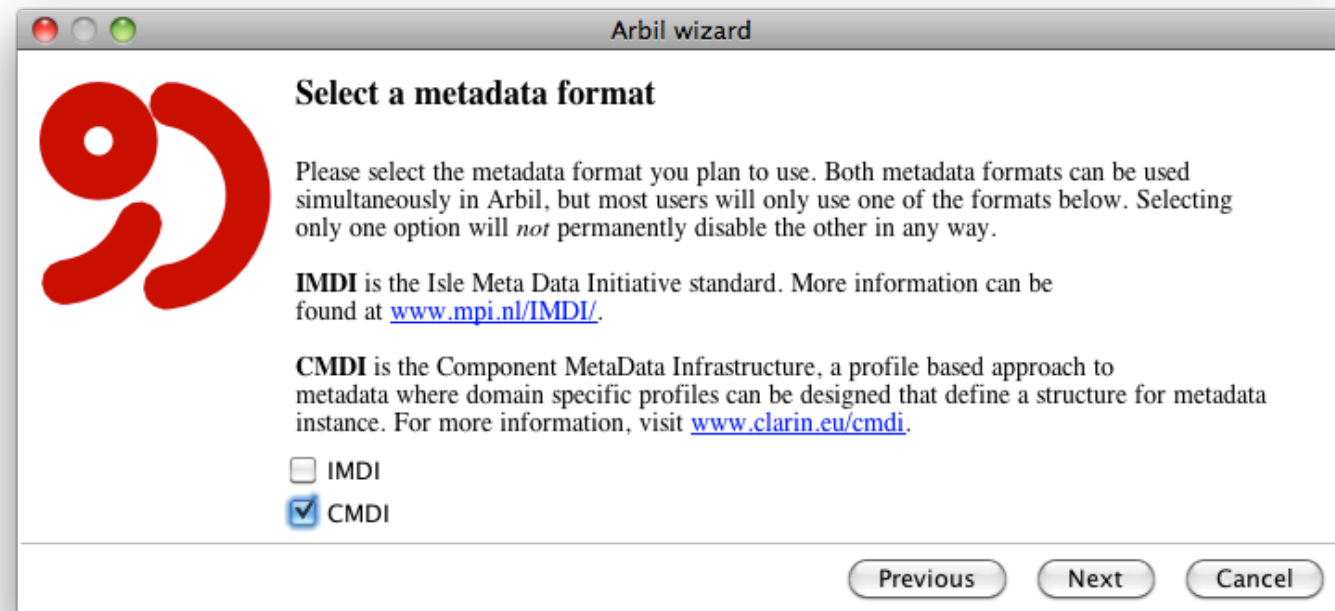 Arbil wizard
Select a metadata format
Please select the metadata format you plan to use. Both metadata formats can be used
simultaneously in Arbil, but most users will only use one of the formats below. Selecting
only one option will not permanently disable the other in any way.
IMDI is the Isle Meta Data Initiative standard. More information can be
found at www.mpi.nl/IMDI/.
CMDI is the Component MetaData Infrastructure, a profile based approach to
metadata where domain specific profiles can be designed that define a structure for metadata
instance. For more information, visit www.clarin.eu/cmdi.
IMDI
CMDI
Previous Next Cancel